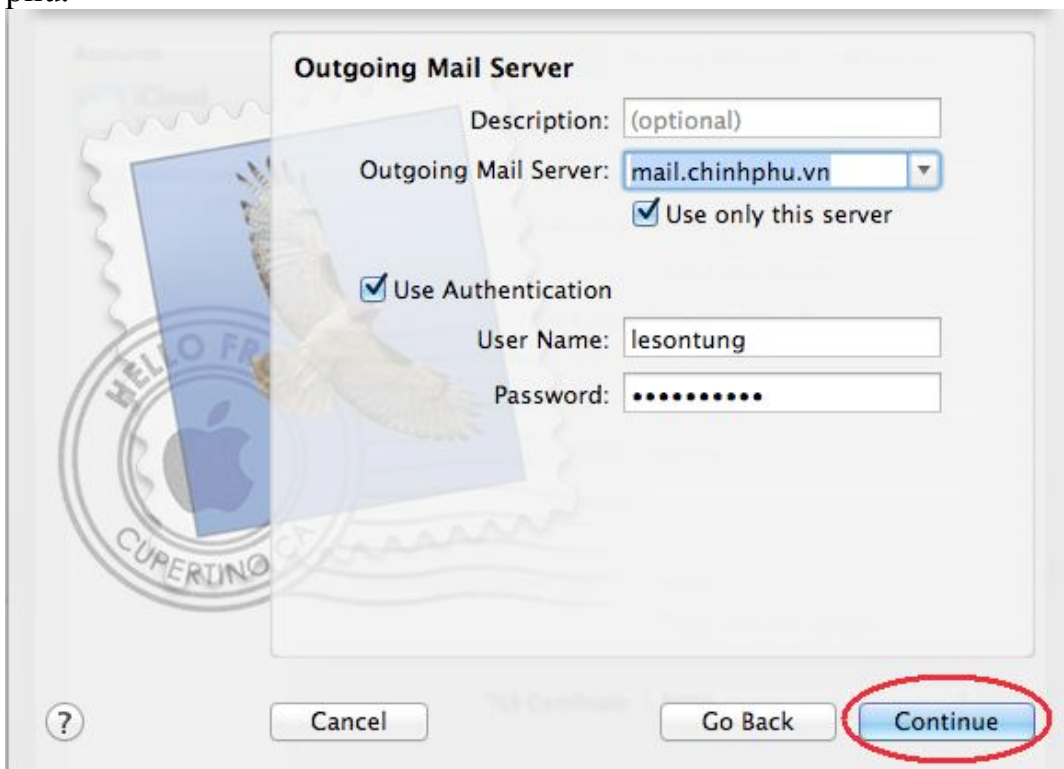 Outgoing Mail Server
Description: (optional)
Outgoing Mail Server: mail.chinhphu.vn
Use only this server
Use Authentication
User Name: lesontung
Password: ••••••••••
HELLO FR
CUPERTINO CA
? Cancel Go Back Continue